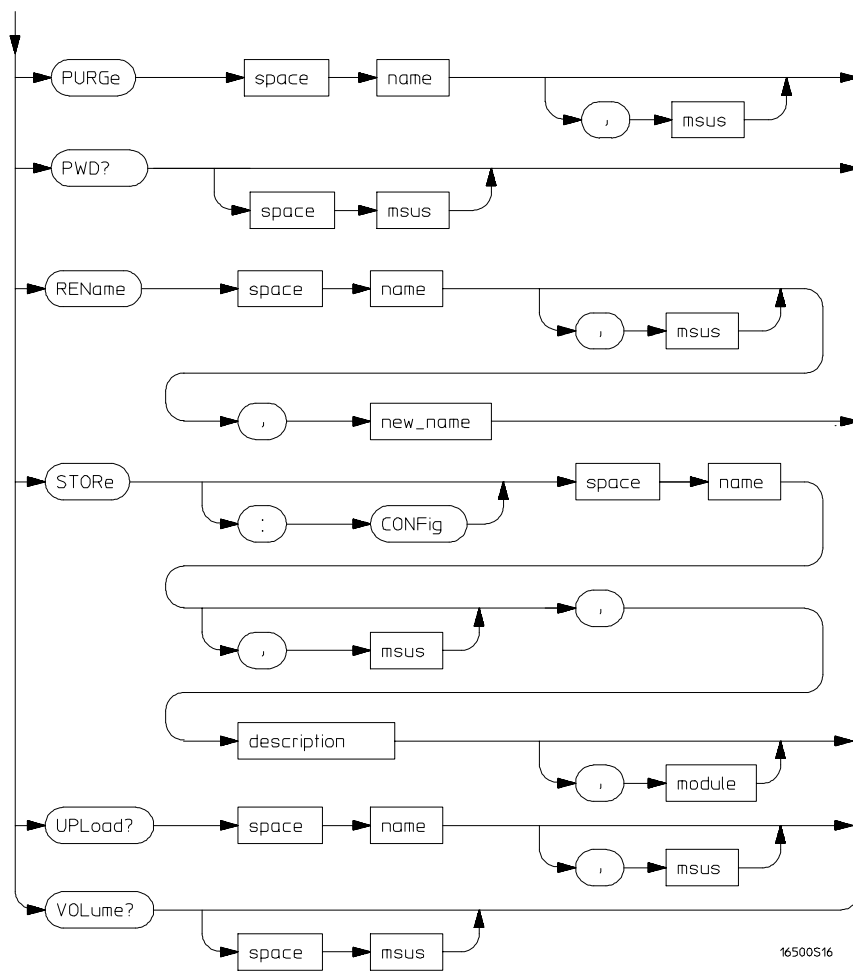 PURGe space name
, msus
PWD?
space msus
REName space name
, msus
, new_name
STORe space name
: CONFig
,
, msus
description
, module
UPLoad? space name
, msus
VOLume?
space msus
16500S16